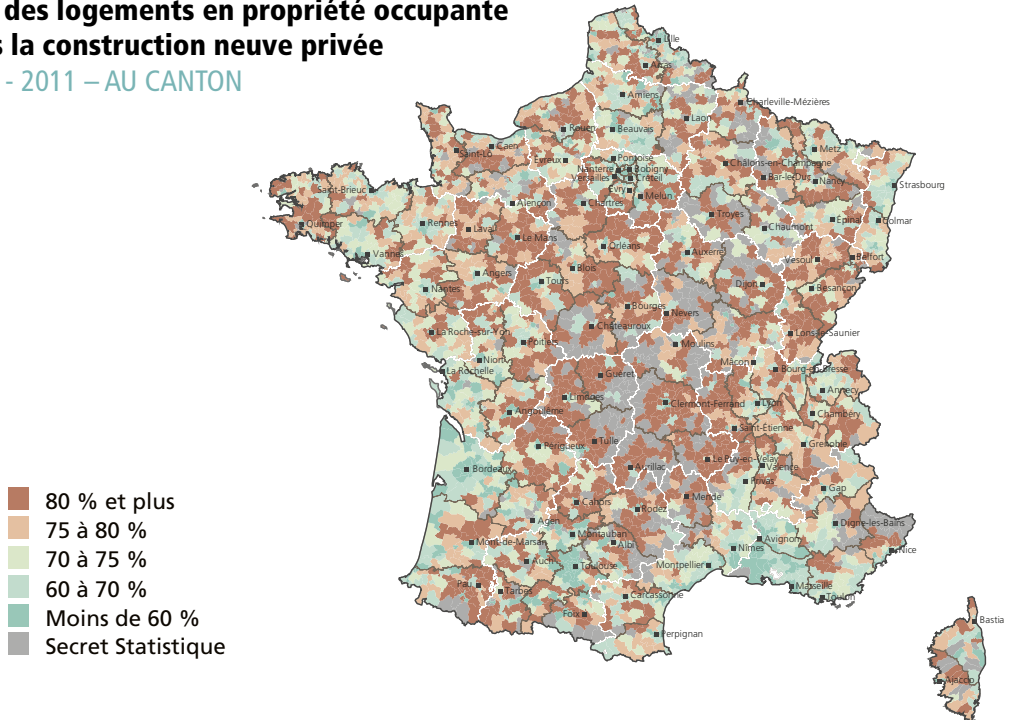 des logements en propriété occupante
la construction neuve privée
- 2011 – AU CANTON
Lille
Arras
Amiens
Charleville-Mézières
Laon
Rouen
Beauvais
Caen
Saint-Lô
Evreux
Pontoise
Nanterre
Bobigny
Versailles
Créteil
Evry
Melun
Châlons-en-Champagne
Metz
Bar-le-Duc
Nancy
Strasbourg
Saint-Brieuc
Alençon
Chartres
Troyes
Chaumont
Épinal
Colmar
Quimper
Rennes
Laval
Le Mans
Orléans
Auxerre
Vesoul
Belfort
Vannes
Angers
Tours
Blois
Dijon
Besançon
Nantes
Bourges
Nevers
Châteauroux
Lons-le-Saunier
La Roche-sur-Yon
Poitiers
Moulins
Niort
La Rochelle
Mâcon
Bourg-en-Bresse
Guéret
Annecy
Limoges
Clermont-Ferrand
Lyon
Angoulême
Chambéry
Saint-Étienne
Tulle
Périgueux
Grenoble
Le Puy-en-Velay
Valence
Bordeaux
Aurillac
Privas
Gap
80 % et plus
Cahors
Mende
Rodez
75 à 80 %
Agen
Digne-les-Bains
Montauban
Albi
Avignon
Mont-de-Marsan
Nîmes
Nice
70 à 75 %
Auch
Toulouse
Montpellier
60 à 70 %
Pau
Tarbes
Marseille
Carcassonne
Toulon
Moins de 60 %
Foix
Bastia
Perpignan
Secret Statistique
Ajaccio